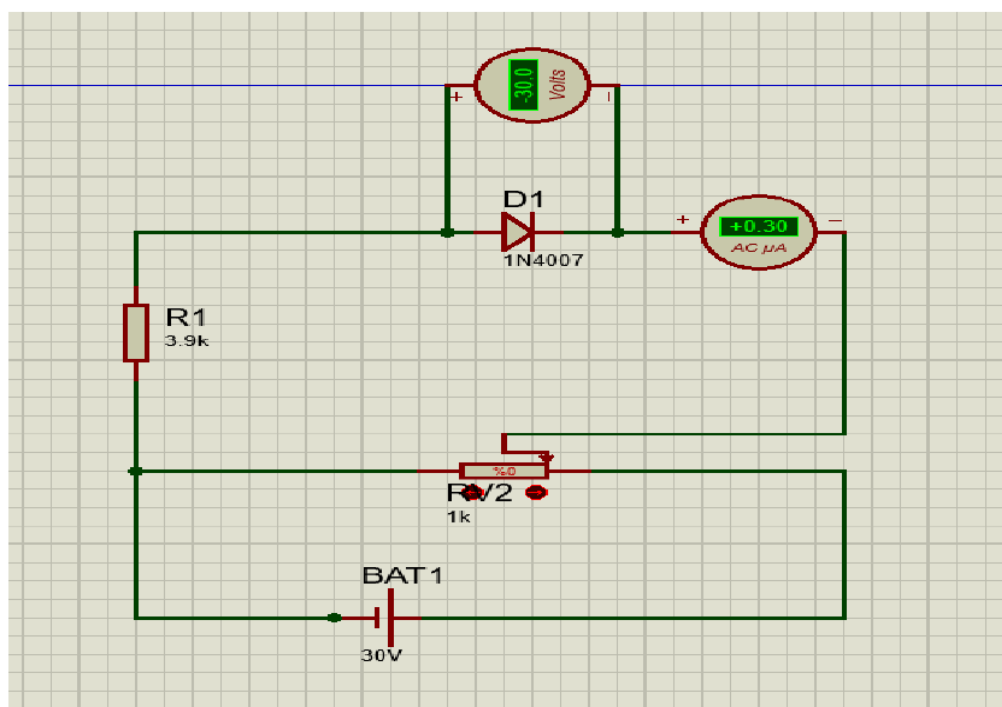 -30.0
Volts
+
−
D1
1N4007
+
−
+0.30
AC µA
R1
3.9k
%0
RV2
1k
BAT1
30V